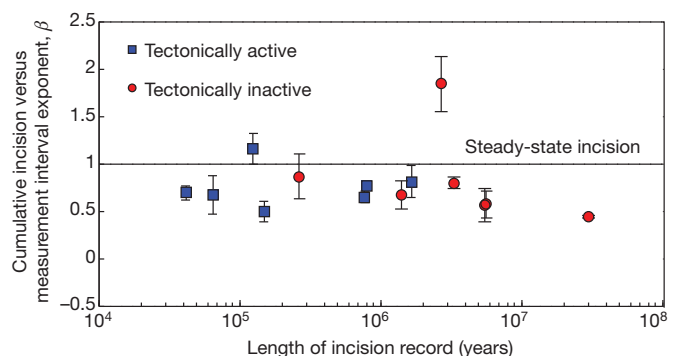 Cumulative incision versus
measurement interval exponent, β
2.5
2
1.5
1
0.5
0
–0.5
Tectonically active
Tectonically inactive
Steady-state incision
10⁴
10⁵
10⁶
10⁷
10⁸
Length of incision record (years)